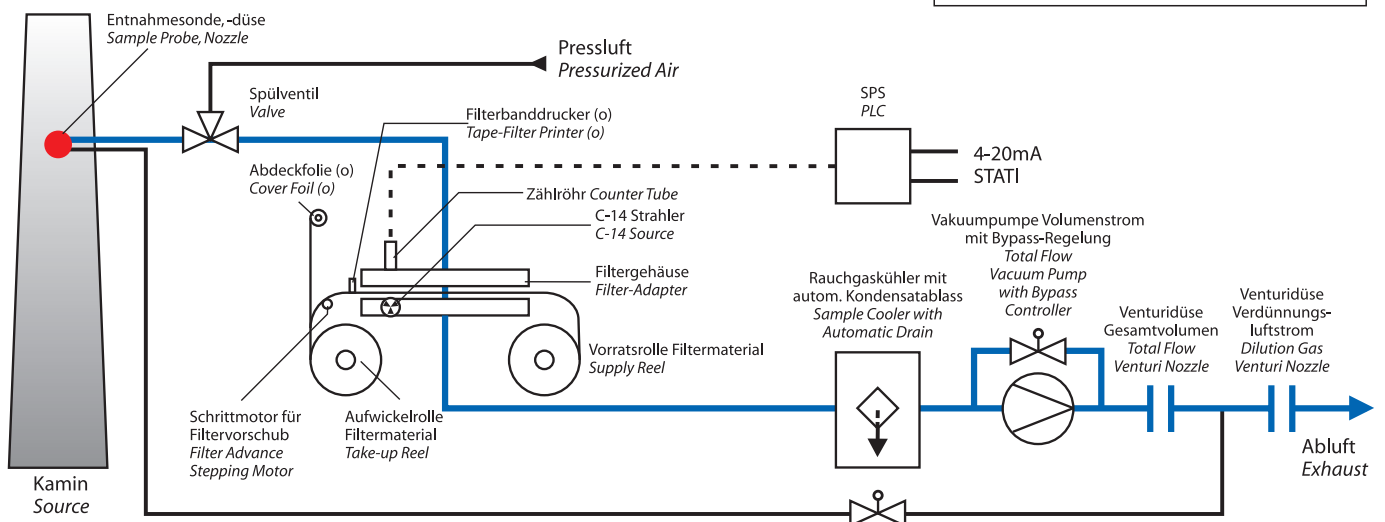 Entnahmesonde, -düse
Sample Probe, Nozzle
Pressluft
Pressurized Air
Spülventil
Valve
Filterbanddrucker (o)
Tape-Filter Printer (o)
SPS
PLC
4-20mA
STATI
Abdeckfolie (o)
Cover Foil (o)
Zählröhr Counter Tube
C-14 Strahler
C-14 Source
Filtergehäuse
Filter-Adapter
Vakuumpumpe Volumenstrom
mit Bypass-Regelung
Total Flow
Vacuum Pump
with Bypass
Controller
Rauchgaskühler mit
autom. Kondensatablass
Sample Cooler with
Automatic Drain
Venturidüse
Gesamtvolumen
Total Flow
Venturi Nozzle
Venturidüse
Verdünnungs-
luftstrom
Dilution Gas
Venturi Nozzle
Vorratsrolle Filtermaterial
Supply Reel
Schrittmotor für
Filtervorschub
Filter Advance
Stepping Motor
Aufwickelrolle
Filtermaterial
Take-up Reel
Abluft
Exhaust
Kamin
Source